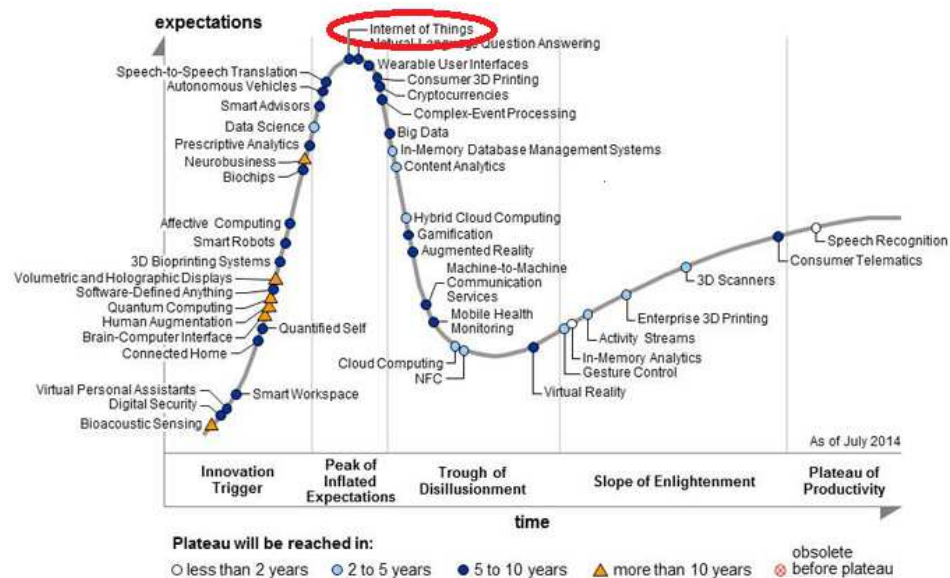 expectations
Internet of Things
Natural-Language Question Answering
Wearable User Interfaces
Consumer 3D Printing
Cryptocurrencies
Complex-Event Processing
Big Data
In-Memory Database Management Systems
Content Analytics
Speech-to-Speech Translation
Autonomous Vehicles
Smart Advisors
Data Science
Prescriptive Analytics
Neurobusiness
Biochips
Affective Computing
Smart Robots
3D Bioprinting Systems
Volumetric and Holographic Displays
Software-Defined Anything
Quantum Computing
Human Augmentation
Brain-Computer Interface
Connected Home
Quantified Self
Virtual Personal Assistants
Digital Security
Bioacoustic Sensing
Smart Workspace
Hybrid Cloud Computing
Gamification
Augmented Reality
Machine-to-Machine
Communication
Services
Mobile Health
Monitoring
Cloud Computing
NFC
Virtual Reality
Gesture Control
In-Memory Analytics
Activity Streams
Enterprise 3D Printing
3D Scanners
Consumer Telematics
Speech Recognition
As of July 2014
Innovation
Trigger
Peak of
Inflated
Expectations
Trough of
Disillusionment
Slope of Enlightenment
Plateau of
Productivity
time
Plateau will be reached in:
less than 2 years
2 to 5 years
5 to 10 years
more than 10 years
obsolete
before plateau